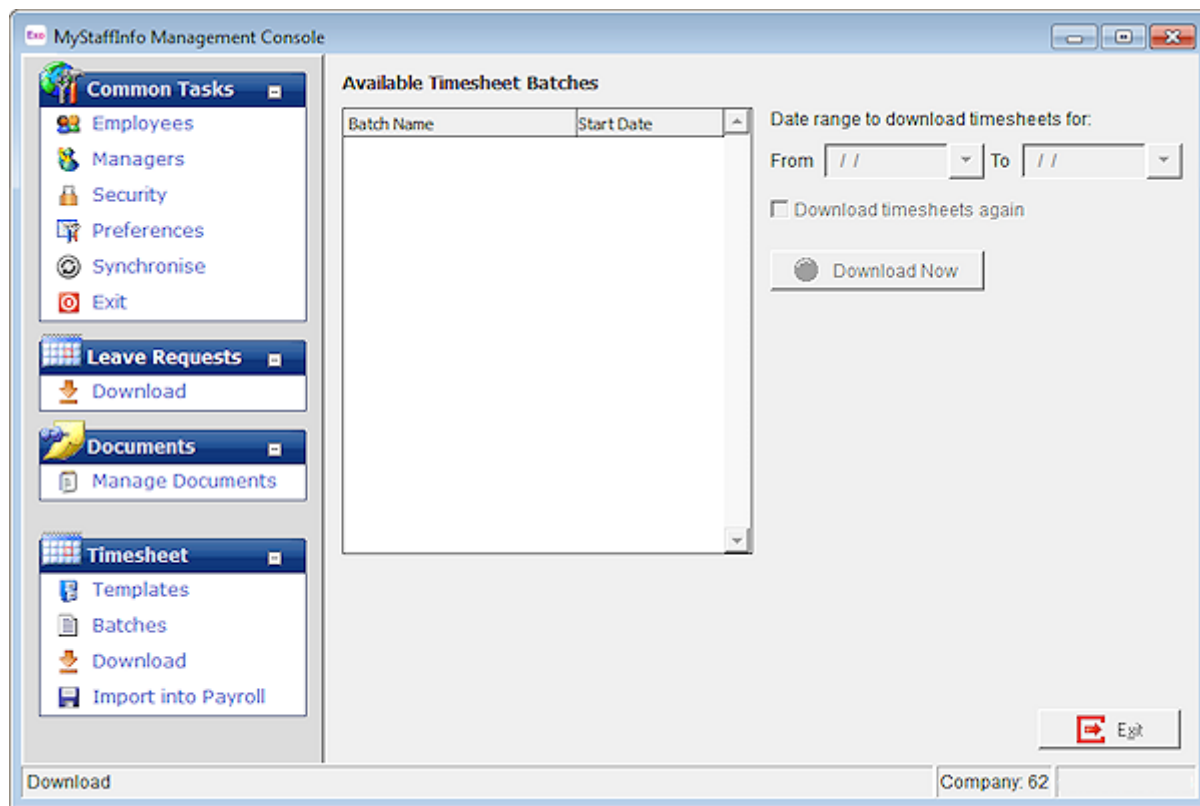 Exo MyStaffInfo Management Console
Common Tasks
Employees
Managers
Security
Preferences
Synchronise
Exit
Leave Requests
Download
Documents
Manage Documents
Timesheet
Templates
Batches
Download
Import into Payroll
Available Timesheet Batches
Batch Name Start Date
Date range to download timesheets for:
From / / To / /
Download timesheets again
Download Now
Exit
Download Company: 62